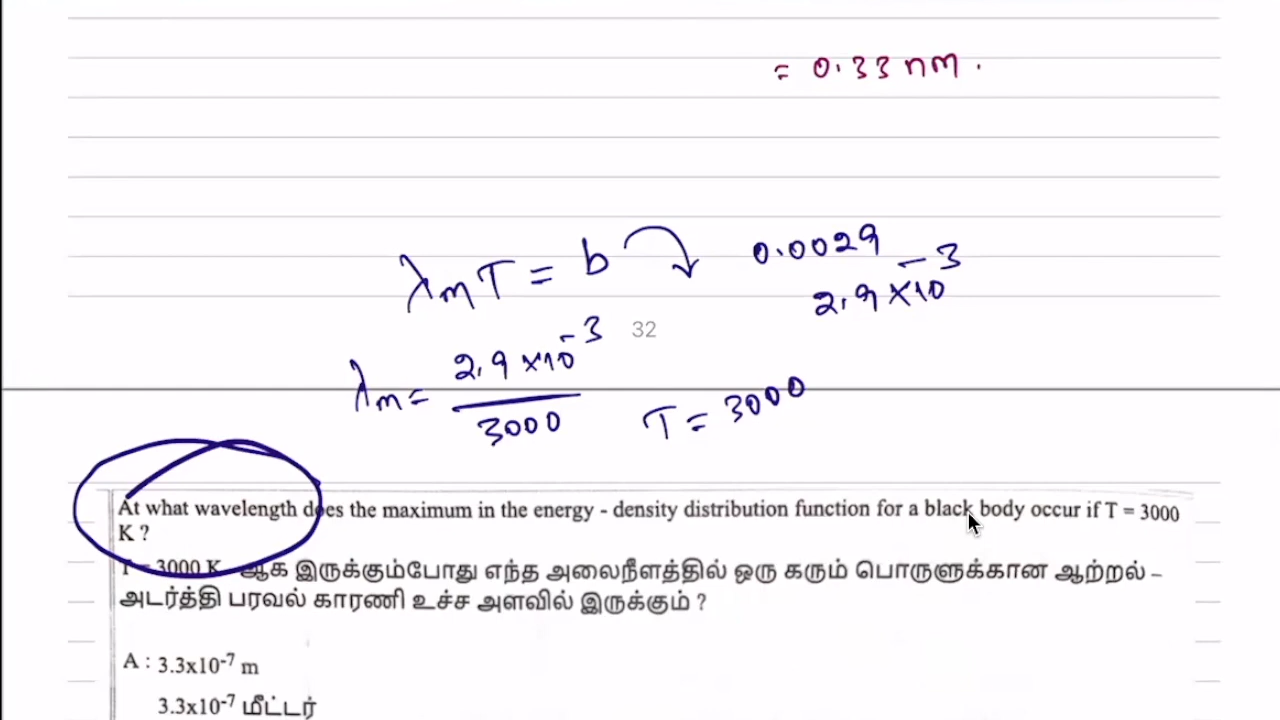 = 0.33 nm.
λm T = b 0.0029
2.9 × 10⁻³
32
λm = 2.9 × 10⁻³ / 3000 T = 3000
At what wavelength does the maximum in the energy - density distribution function for a black body occur if T = 3000
K ?
T = 3000 K - ஆக இருக்கும்போது எந்த அலைநீளத்தில் ஒரு கரும் பொருளுக்கான ஆற்றல் –
அடர்த்தி பரவல் காரணி உச்ச அளவில் இருக்கும் ?
A : 3.3x10⁻⁷ m
3.3x10⁻⁷ மீட்டர்